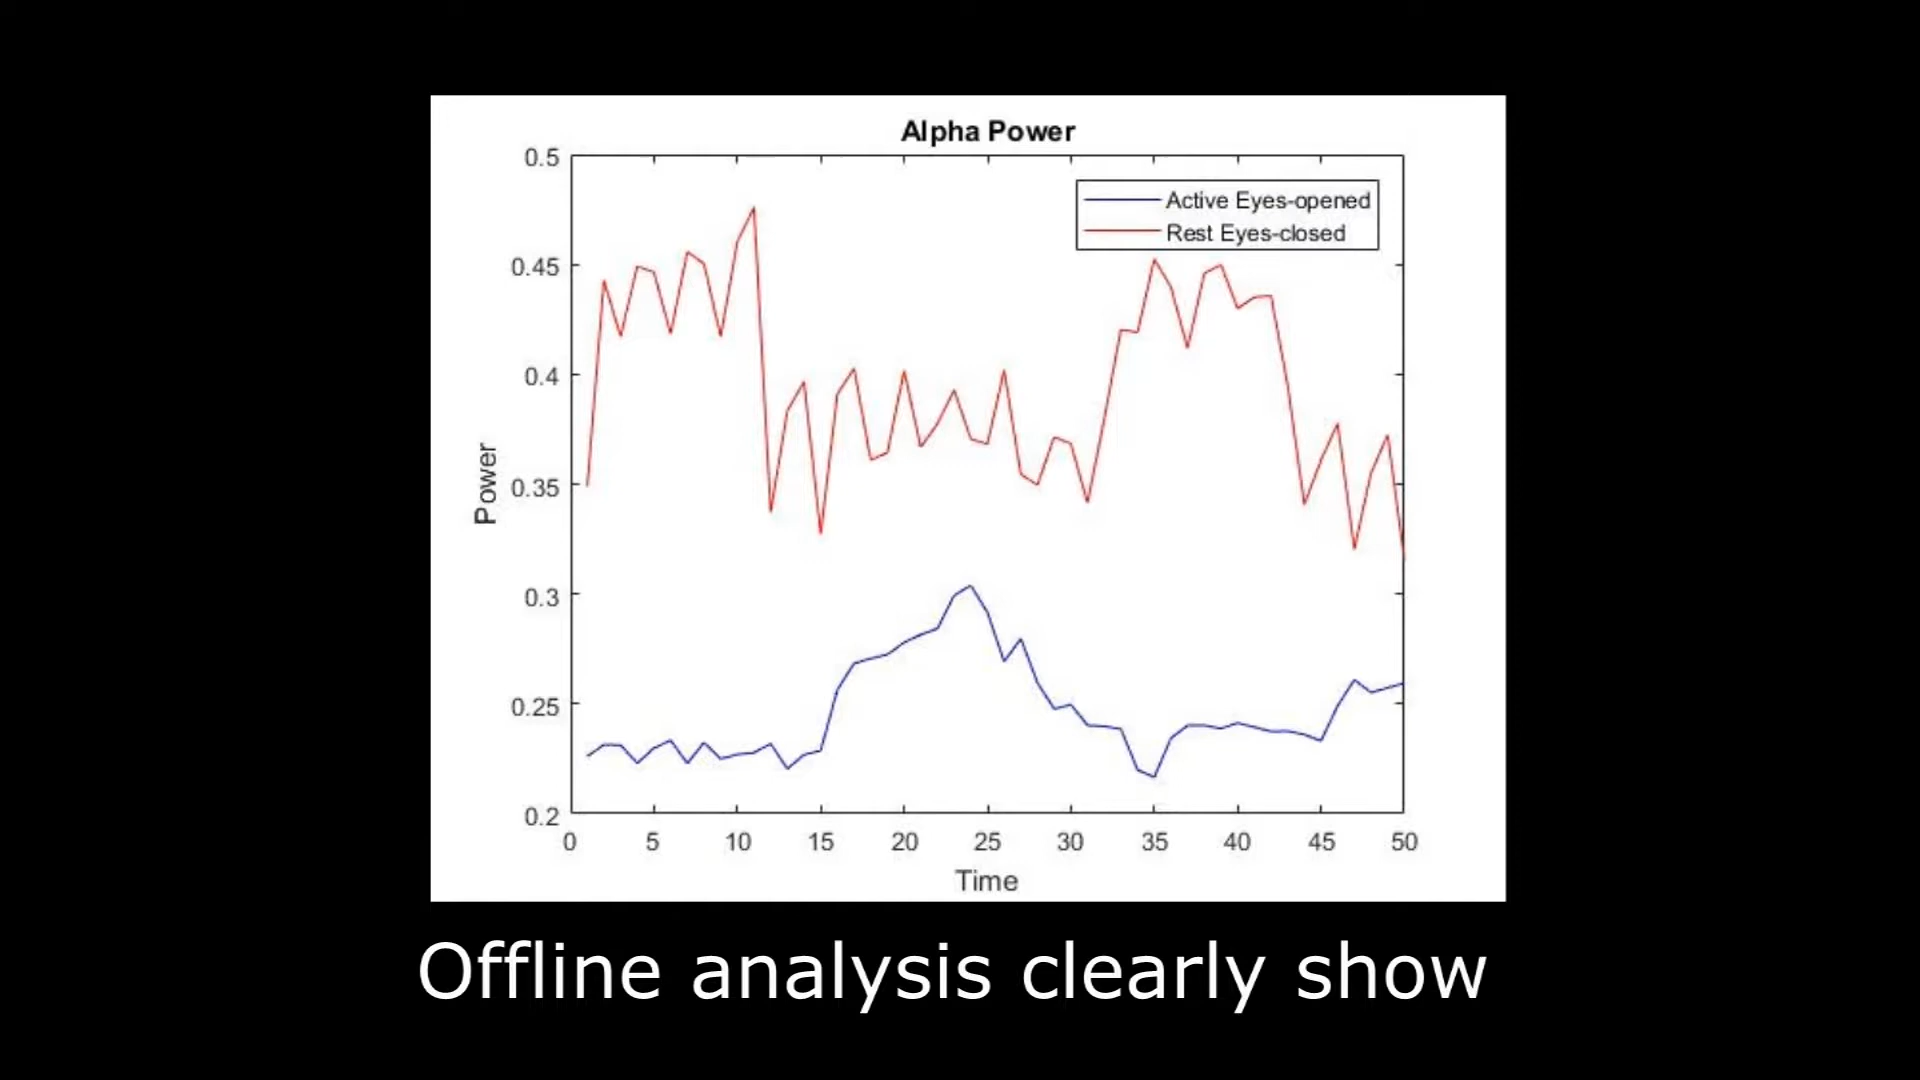 Alpha Power
0.5
0.45
0.4
0.35
0.3
0.25
0.2
Power
Active Eyes-opened
Rest Eyes-closed
0 5 10 15 20 25 30 35 40 45 50
Time
Offline analysis clearly show